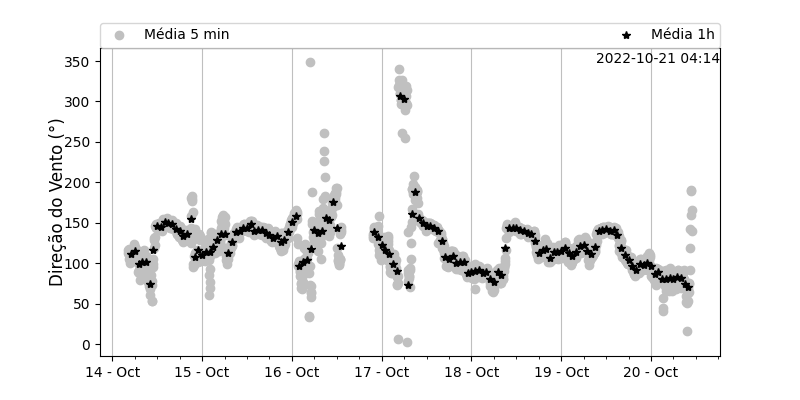 Média 5 min
Média 1h
2022-10-21 04:14
Direção do Vento (°)
350
300
250
200
150
100
50
0
14 - Oct
15 - Oct
16 - Oct
17 - Oct
18 - Oct
19 - Oct
20 - Oct